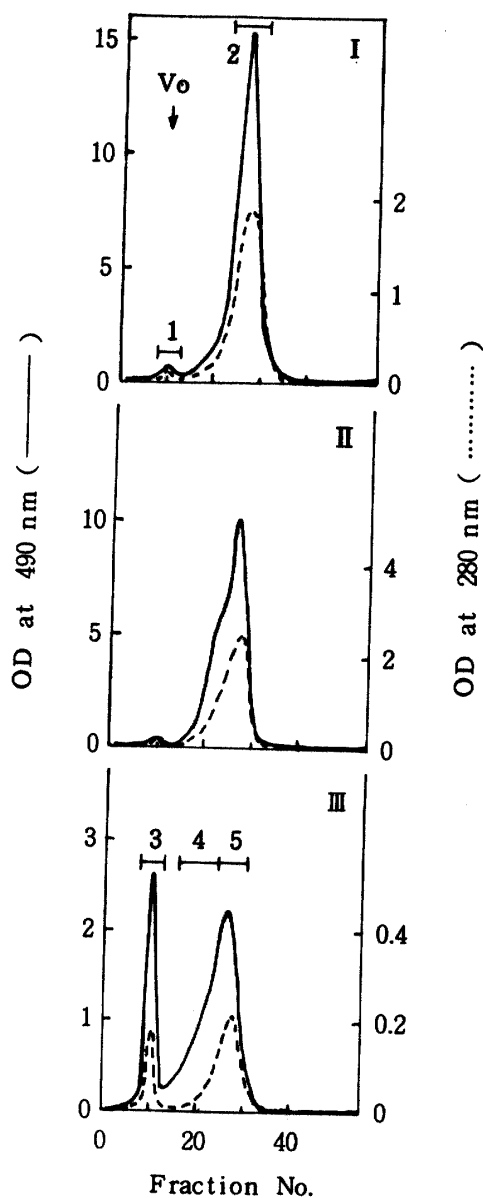 I
15
2
Vo
10
2
5
1
1
0
0
II
10
4
5
2
0
0
III
3
3 4 5
2
0.4
1
0.2
0
0
0 20 40
Fraction No.
OD at 490 nm ( ——— )
OD at 280 nm ( ........... )